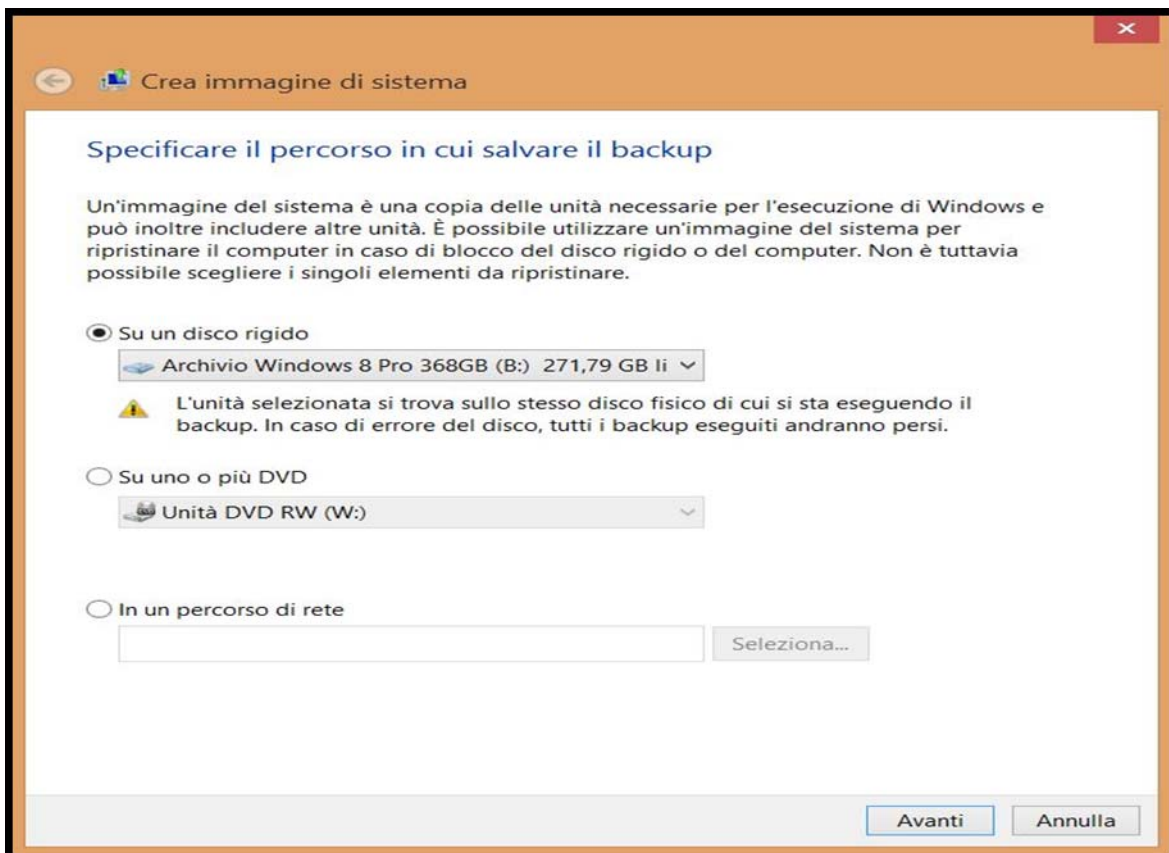 Crea immagine di sistema
Specificare il percorso in cui salvare il backup
Un'immagine del sistema è una copia delle unità necessarie per l'esecuzione di Windows e
può inoltre includere altre unità. È possibile utilizzare un'immagine del sistema per
ripristinare il computer in caso di blocco del disco rigido o del computer. Non è tuttavia
possibile scegliere i singoli elementi da ripristinare.
Su un disco rigido
Archivio Windows 8 Pro 368GB (B:) 271,79 GB li
L'unità selezionata si trova sullo stesso disco fisico di cui si sta eseguendo il
backup. In caso di errore del disco, tutti i backup eseguiti andranno persi.
Su uno o più DVD
Unità DVD RW (W:)
In un percorso di rete
Seleziona...
Avanti Annulla